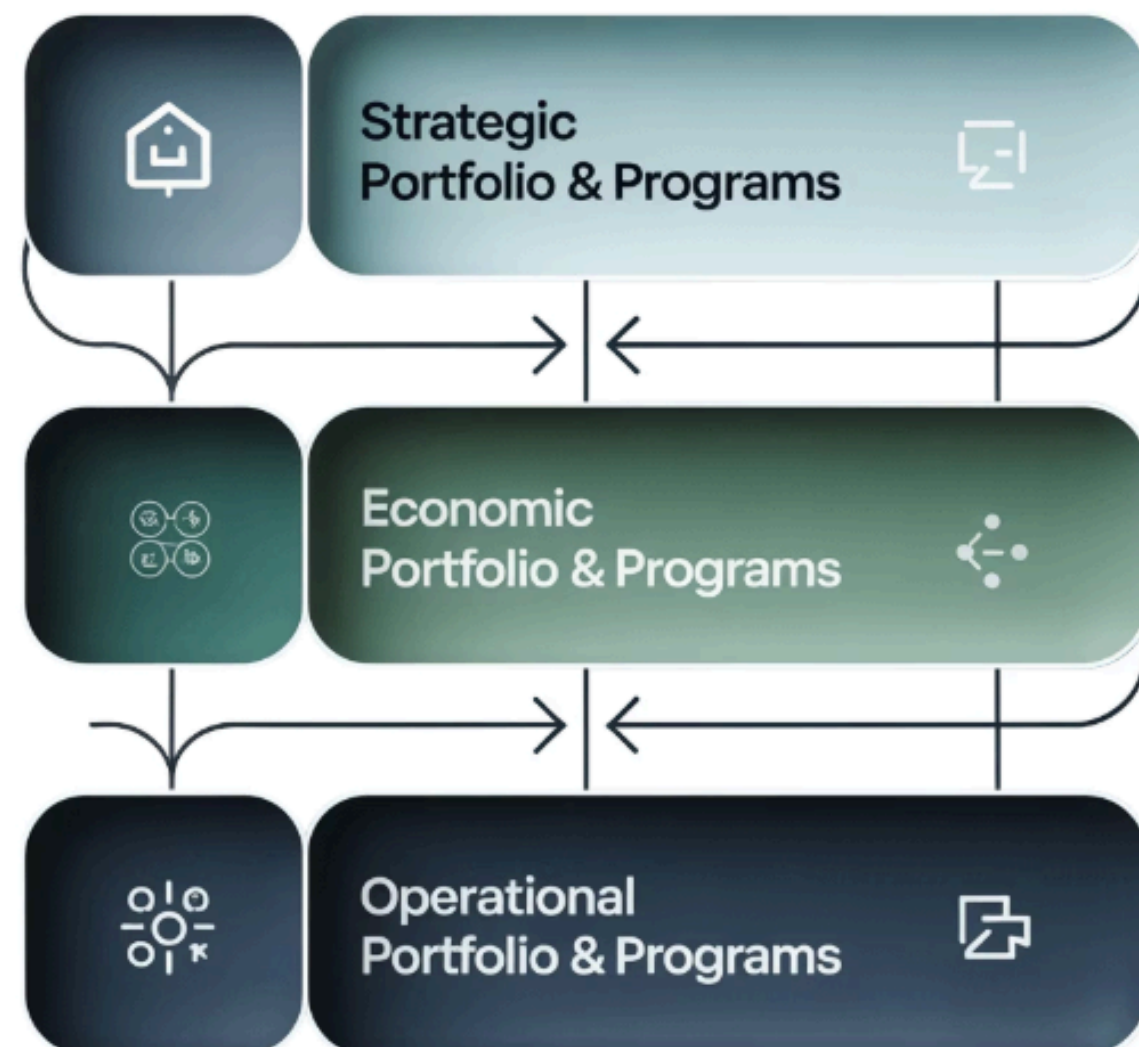 Strategic
Portfolio & Programs
Economic
Portfolio & Programs
Operational
Portfolio & Programs